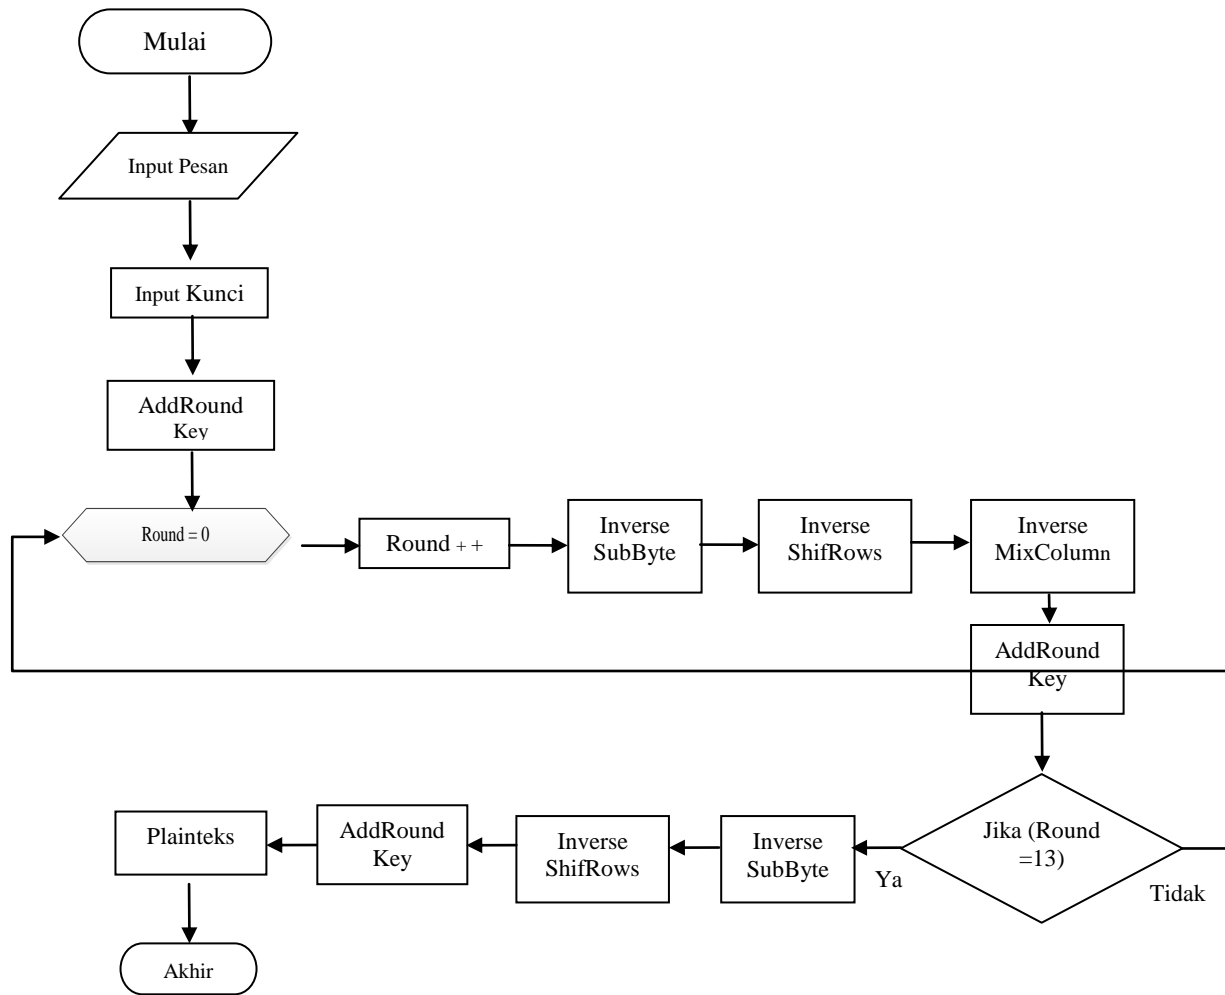 Mulai
Input Pesan
Input Kunci
AddRound
Key
Round = 0
Round + +
Inverse
SubByte
Inverse
ShifRows
Inverse
MixColumn
AddRound
Key
Jika (Round
=13)
Ya
Tidak
Inverse
SubByte
Inverse
ShifRows
AddRound
Key
Plainteks
Akhir